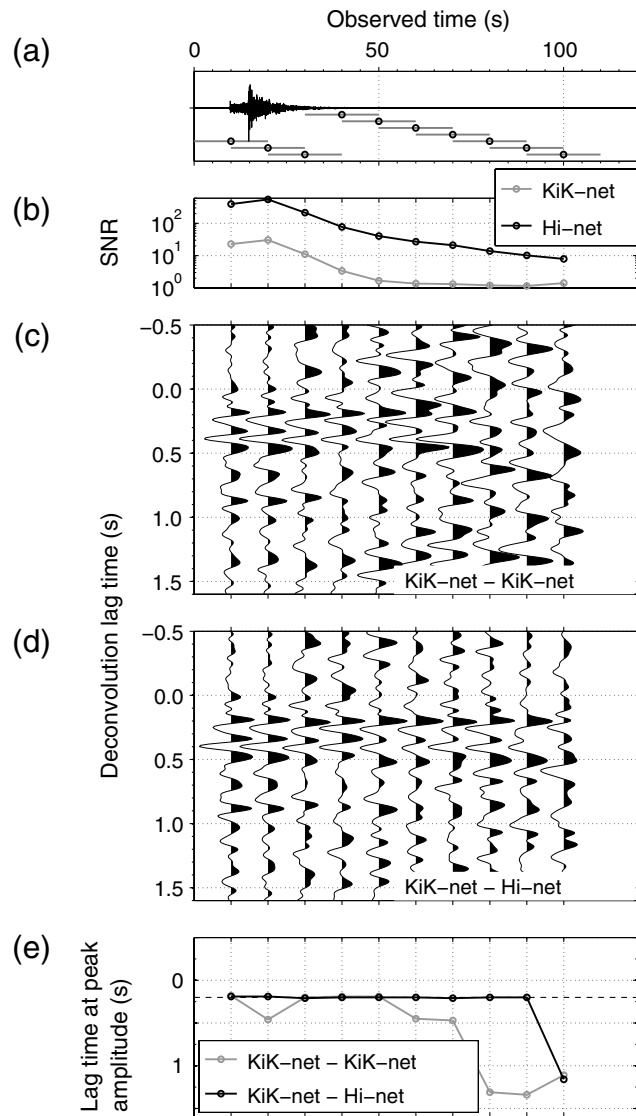 Observed time (s)
(a)
0 50 100
(b)
SNR
10^2
10^1
10^0
KiK−net
Hi−net
(c)
Deconvolution lag time (s)
−0.5
0.0
0.5
1.0
1.5
KiK−net − KiK−net
(d)
−0.5
0.0
0.5
1.0
1.5
KiK−net − Hi−net
(e)
Lag time at peak
amplitude (s)
0
1
KiK−net − KiK−net
KiK−net − Hi−net